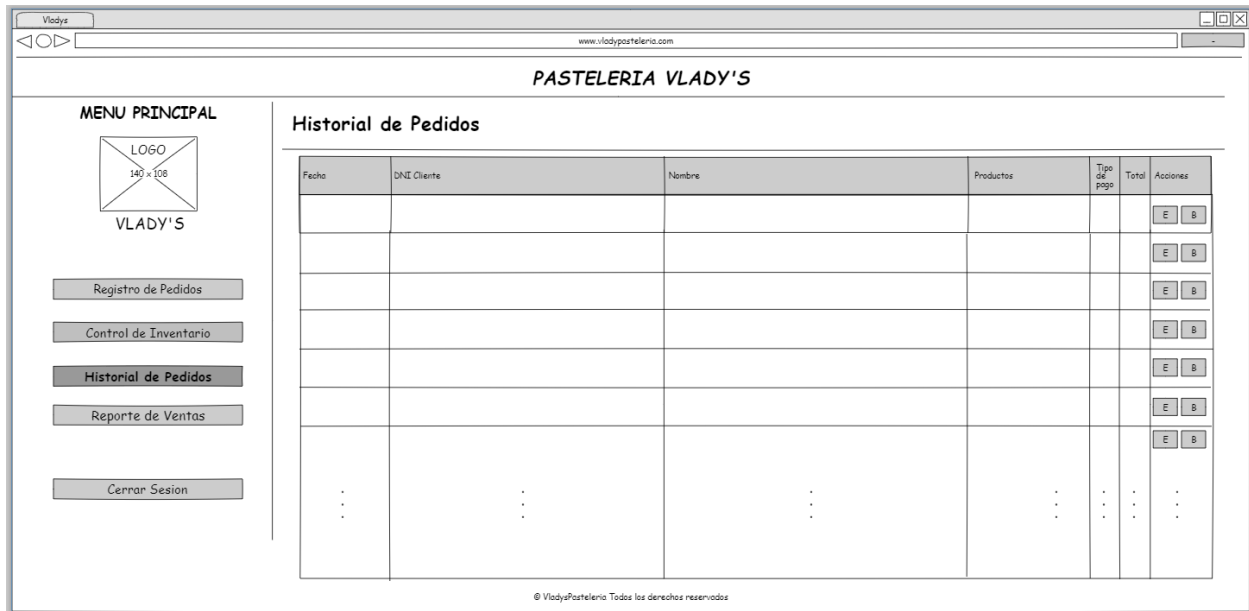 Vladys
www.vladypasteleria.com
-
PASTELERIA VLADY'S
MENU PRINCIPAL
LOGO
140 x 108
VLADY'S
Registro de Pedidos
Control de Inventario
Historial de Pedidos
Reporte de Ventas
Cerrar Sesion
Historial de Pedidos
Fecha DNI Cliente Nombre Productos Tipo de pago Total Acciones
E B
E B
E B
E B
E B
E B
E B
© VladysPasteleria Todos los derechos reservados